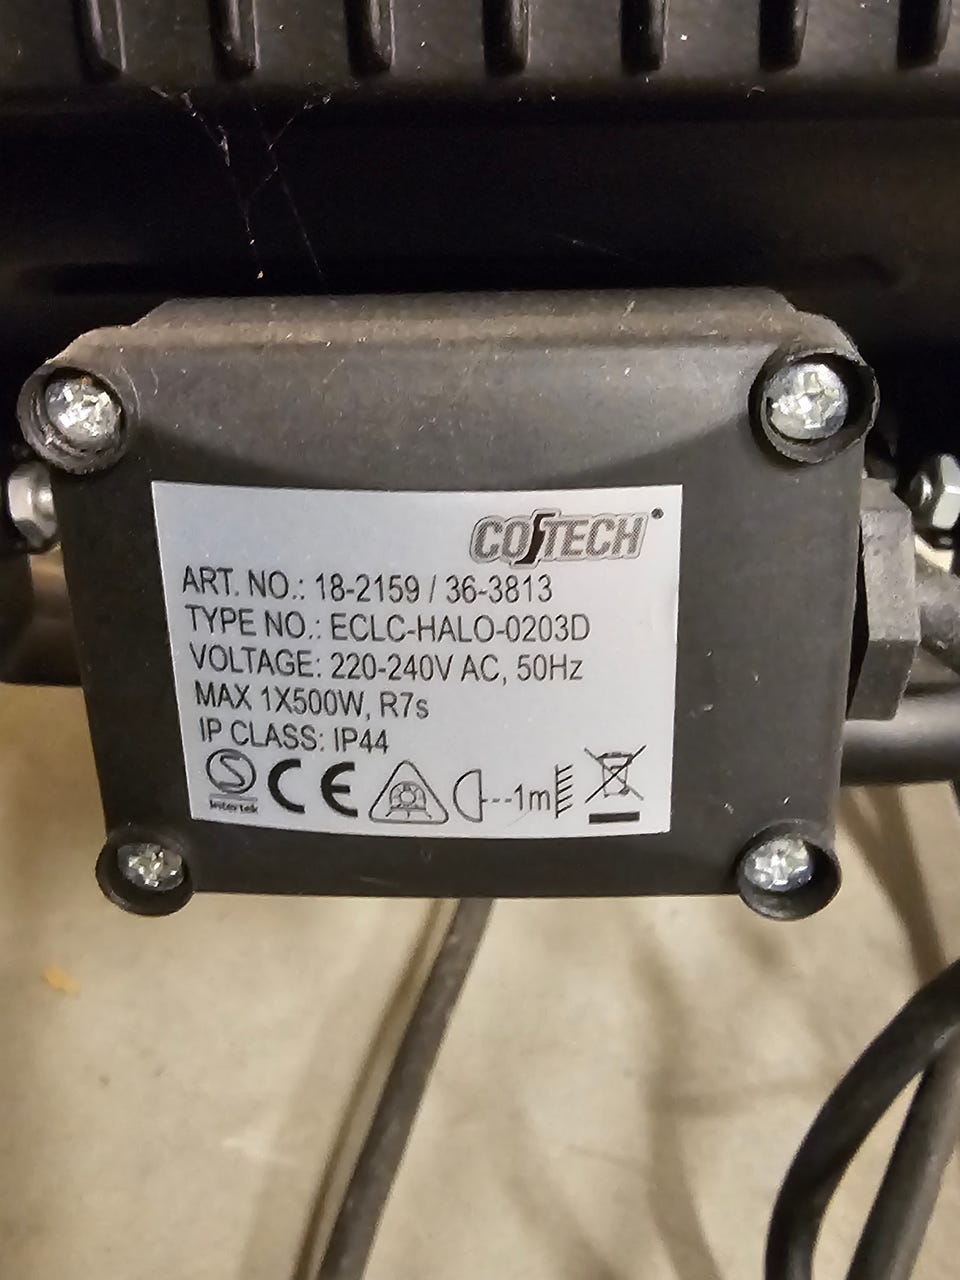 COTECH®
ART. NO.: 18-2159 / 36-3813
TYPE NO.: ECLC-HALO-0203D
VOLTAGE: 220-240V AC, 50Hz
MAX 1X500W, R7s
IP CLASS: IP44
S CE 1m
Intertek